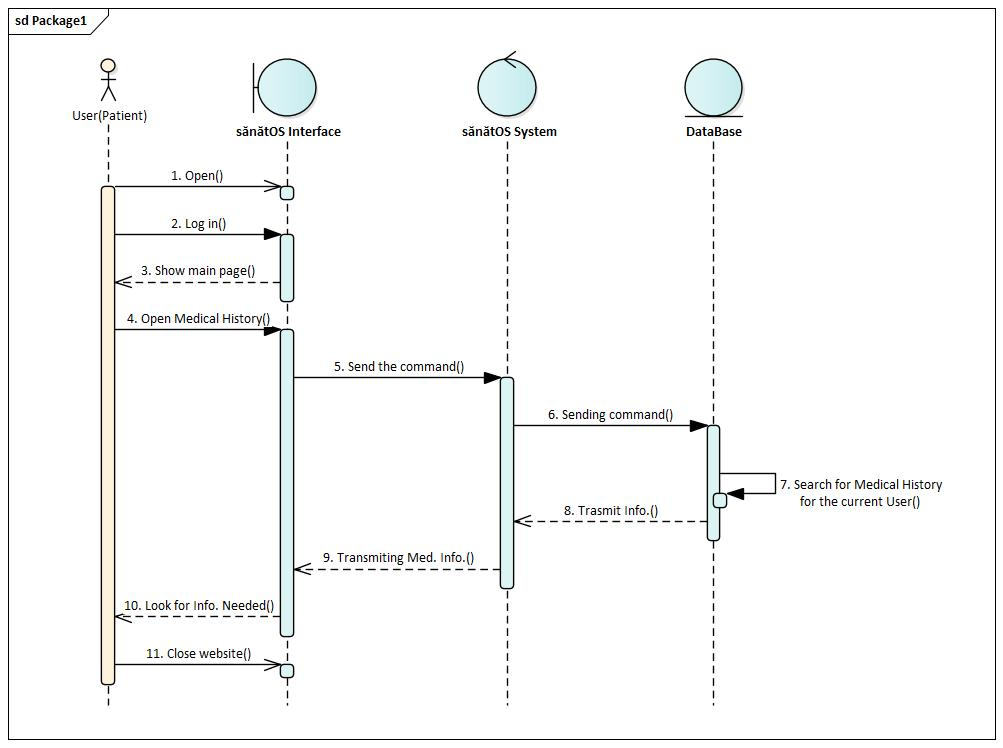 sd Package1
User(Patient)
sănătOS Interface
sănătOS System
DataBase
1. Open()
2. Log in()
3. Show main page()
4. Open Medical History()
5. Send the command()
6. Sending command()
7. Search for Medical History
for the current User()
8. Trasmit Info.()
9. Transmiting Med. Info.()
10. Look for Info. Needed()
11. Close website()